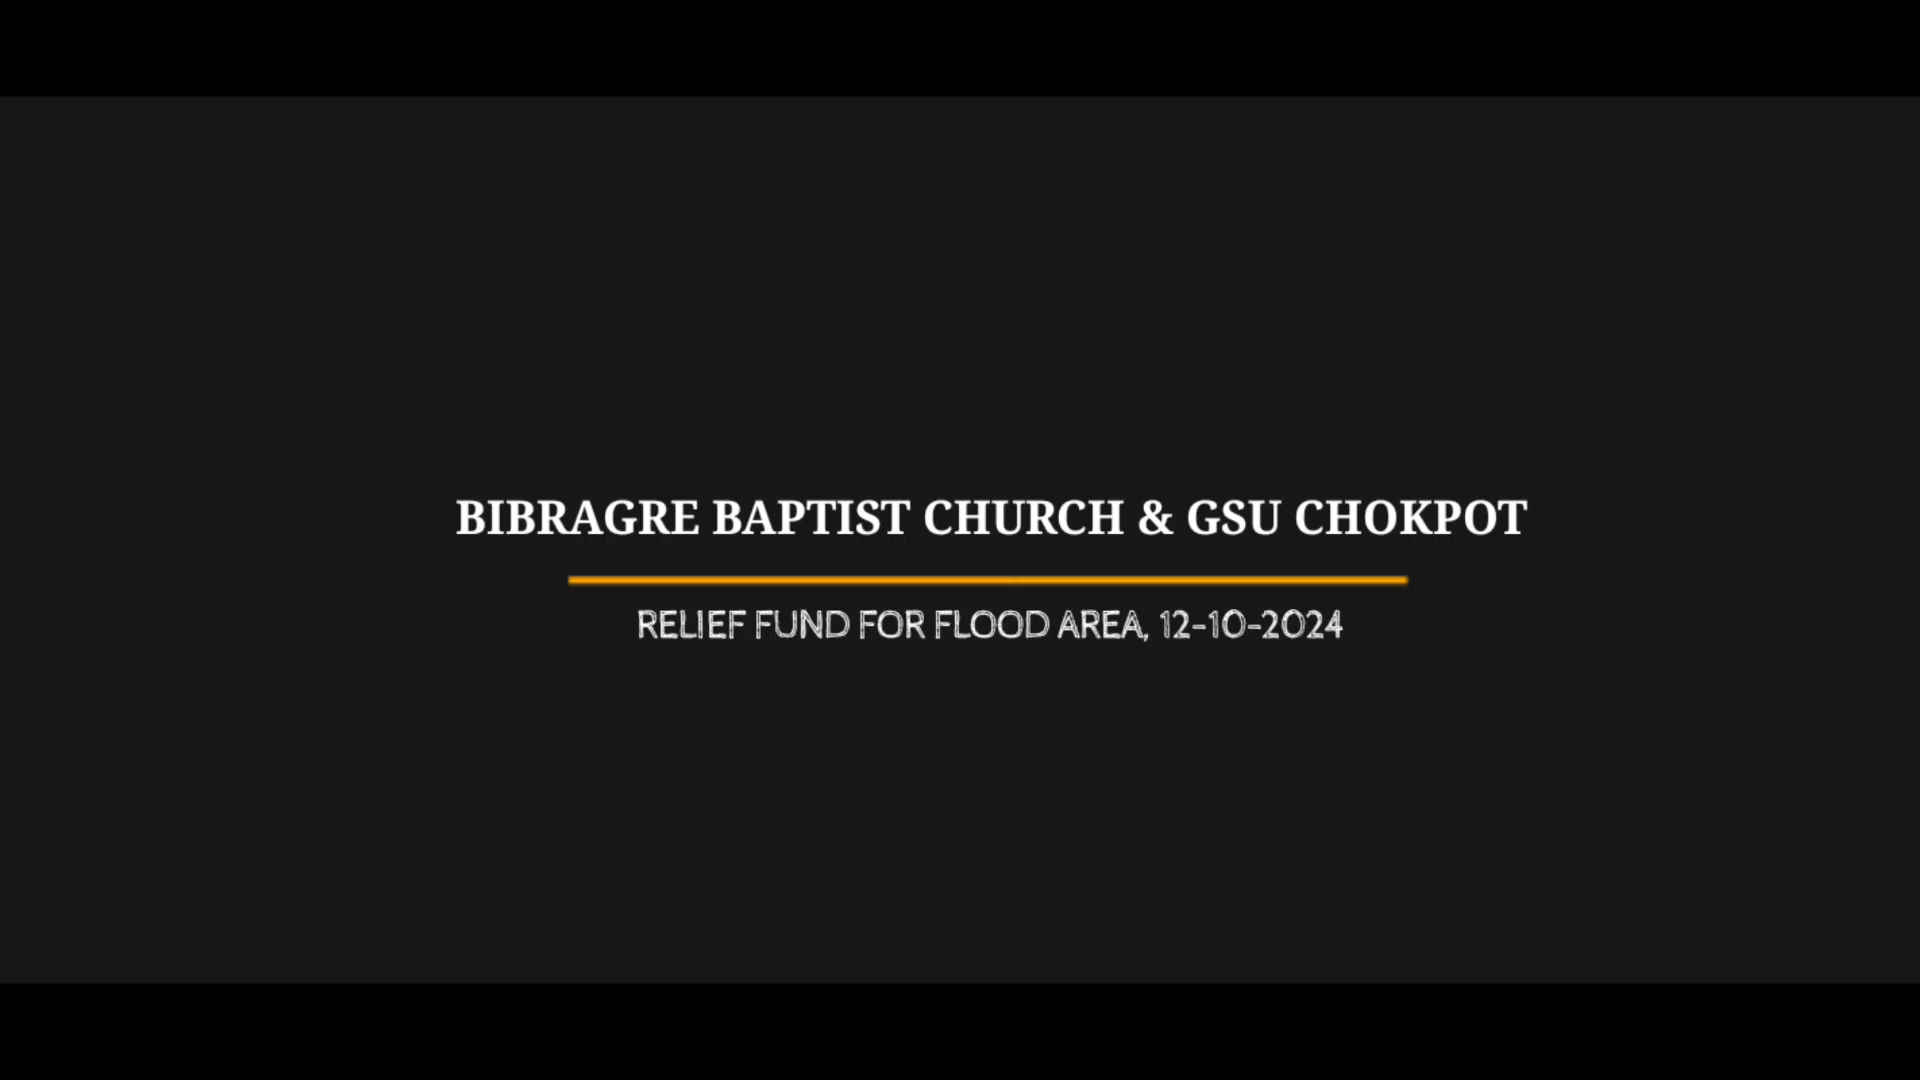 BIBRAGRE BAPTIST CHURCH & GSU CHOKPOT
RELIEF FUND FOR FLOOD AREA, 12-10-2024